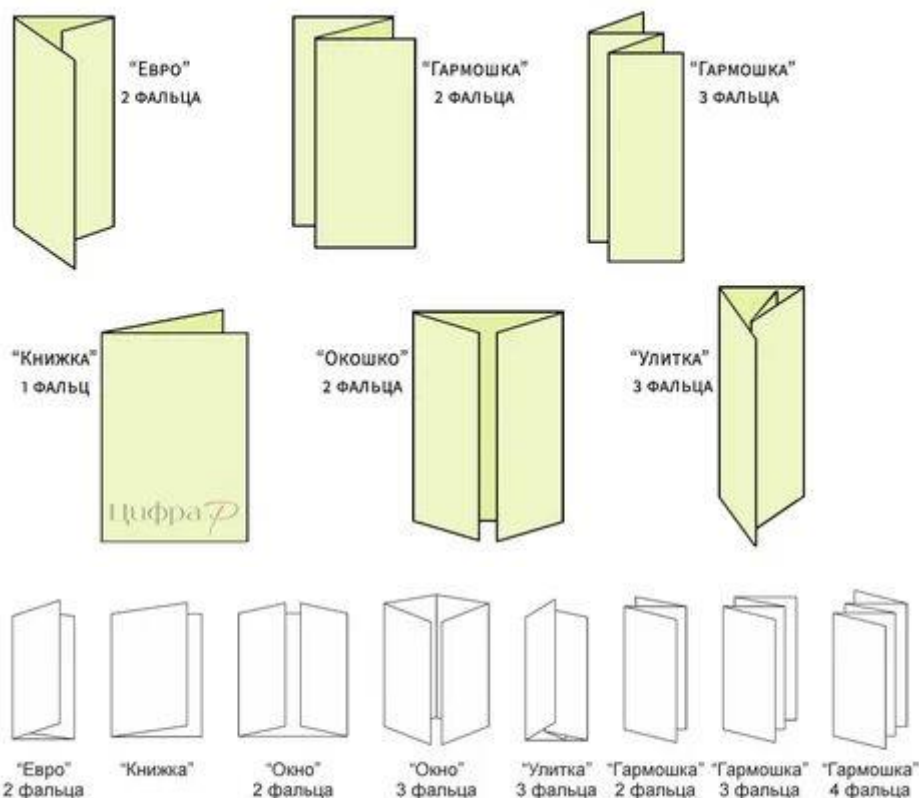 "Евро"
2 фальца
"Гармошка"
2 фальца
"Гармошка"
3 фальца
"Книжка"
1 фальц
"Окошко"
2 фальца
"Улитка"
3 фальца
Цифра Р
"Евро"
2 фальца
"Книжка"
"Окно"
2 фальца
"Окно"
3 фальца
"Улитка"
3 фальца
"Гармошка"
2 фальца
"Гармошка"
3 фальца
"Гармошка"
4 фальца